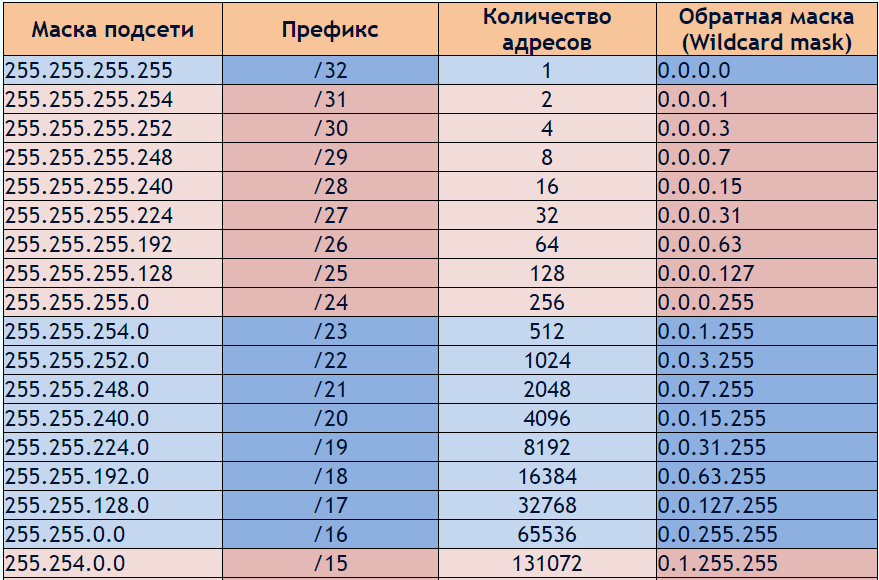 Маска подсети Префикс Количество адресов Обратная маска (Wildcard mask)
255.255.255.255 /32 1 0.0.0.0
255.255.255.254 /31 2 0.0.0.1
255.255.255.252 /30 4 0.0.0.3
255.255.255.248 /29 8 0.0.0.7
255.255.255.240 /28 16 0.0.0.15
255.255.255.224 /27 32 0.0.0.31
255.255.255.192 /26 64 0.0.0.63
255.255.255.128 /25 128 0.0.0.127
255.255.255.0 /24 256 0.0.0.255
255.255.254.0 /23 512 0.0.1.255
255.255.252.0 /22 1024 0.0.3.255
255.255.248.0 /21 2048 0.0.7.255
255.255.240.0 /20 4096 0.0.15.255
255.255.224.0 /19 8192 0.0.31.255
255.255.192.0 /18 16384 0.0.63.255
255.255.128.0 /17 32768 0.0.127.255
255.255.0.0 /16 65536 0.0.255.255
255.254.0.0 /15 131072 0.1.255.255